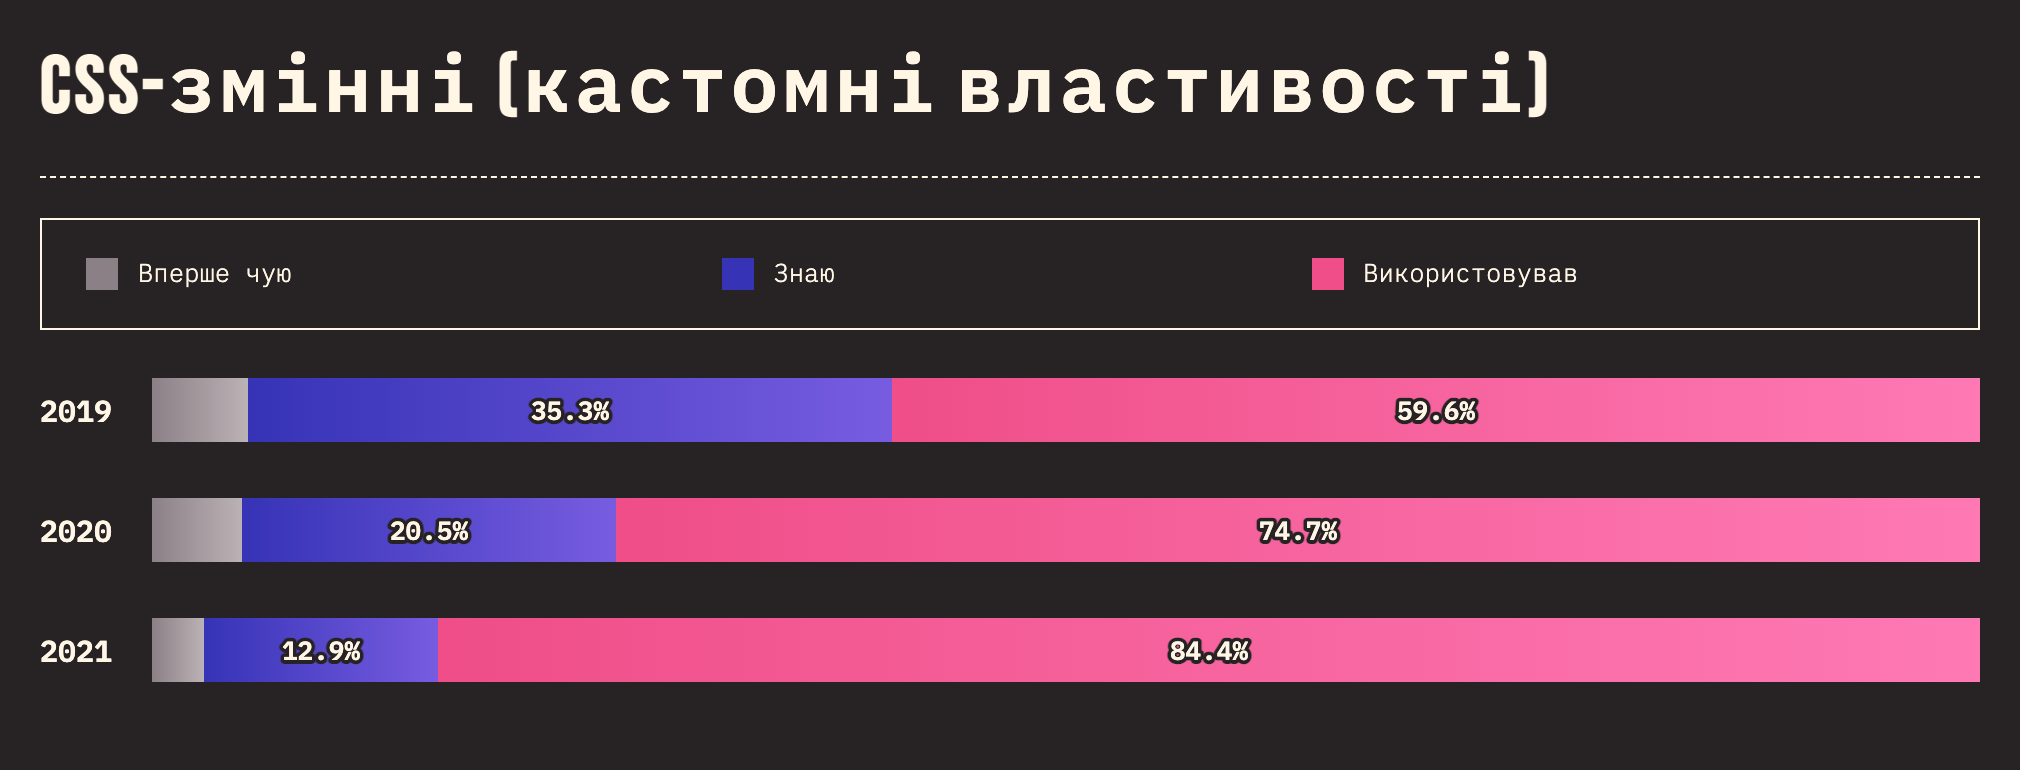 CSS-змінні (кастомні властивості)
Вперше чую Знаю Використовував
2019 35.3% 59.6%
2020 20.5% 74.7%
2021 12.9% 84.4%